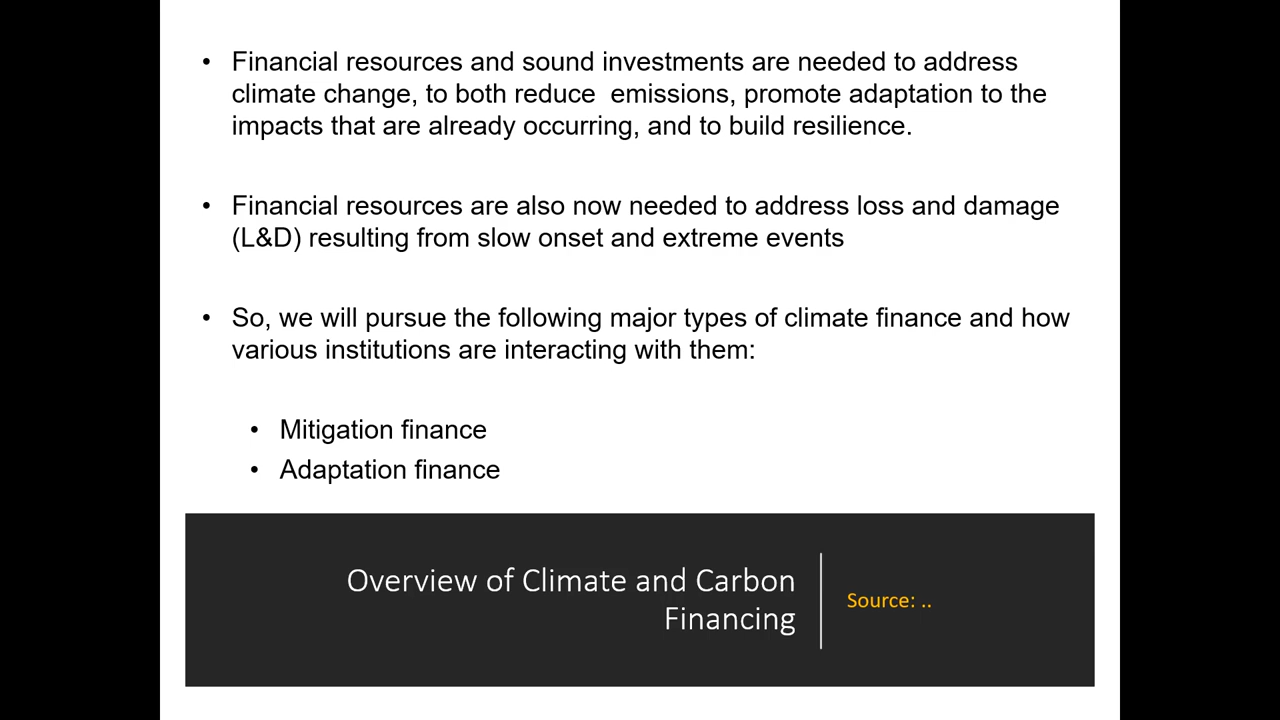 • Financial resources and sound investments are needed to address
climate change, to both reduce  emissions, promote adaptation to the
impacts that are already occurring, and to build resilience.
• Financial resources are also now needed to address loss and damage
(L&D) resulting from slow onset and extreme events
• So, we will pursue the following major types of climate finance and how
various institutions are interacting with them:
• Mitigation finance
• Adaptation finance
Overview of Climate and Carbon
Financing
Source: ..